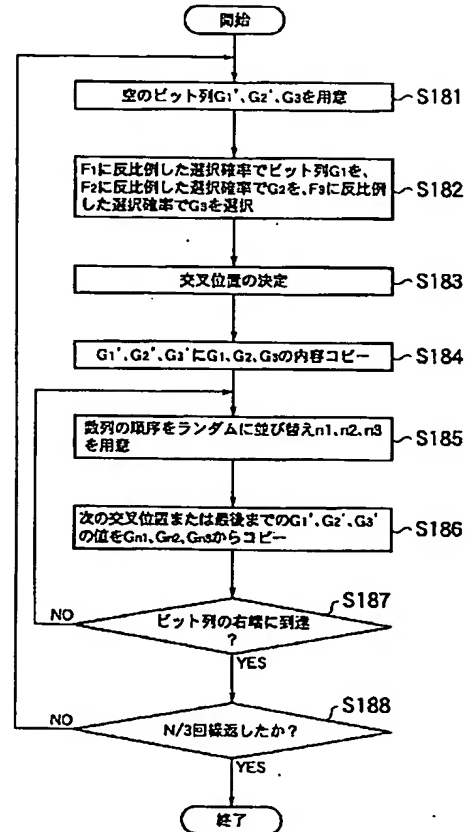 開始
空のビット列G1'、G2'、G3を用意
S181
F1に反比例した選択確率でビット列G1を、
F2に反比例した選択確率でG2を、F3に反比例
した選択確率でG3を選択
S182
交叉位置の決定
S183
G1'、G2'、G3'にG1、G2、G3の内容コピー
S184
数列の順序をランダムに並び替えn1、n2、n3
を用意
S185
次の交叉位置または最後までのG1'、G2'、G3'
の値をGn1、Gn2、Gn3からコピー
S186
S187
ビット列の右端に到達
?
NO
YES
S188
N/3回繰返したか?
NO
YES
終了